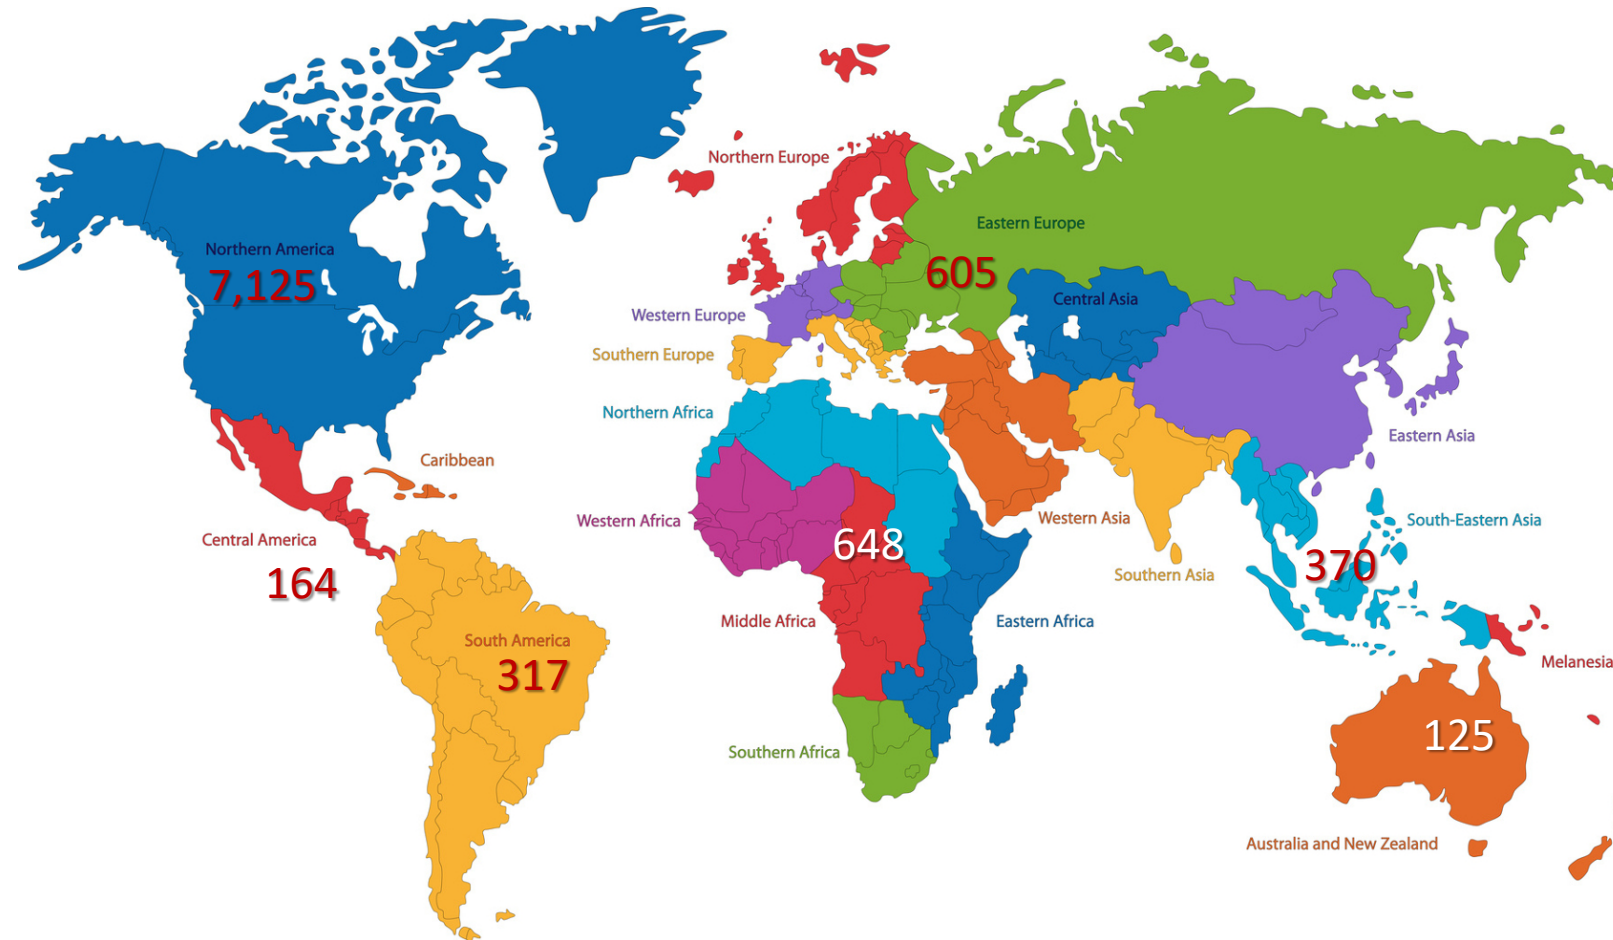 Northern Europe
Eastern Europe
Northern America
7,125
605
Central Asia
Western Europe
Southern Europe
Northern Africa
Eastern Asia
Caribbean
Western Africa
Western Asia
South-Eastern Asia
Central America
648
370
Southern Asia
164
Middle Africa
Eastern Africa
South America
317
Melanesia
125
Southern Africa
Australia and New Zealand